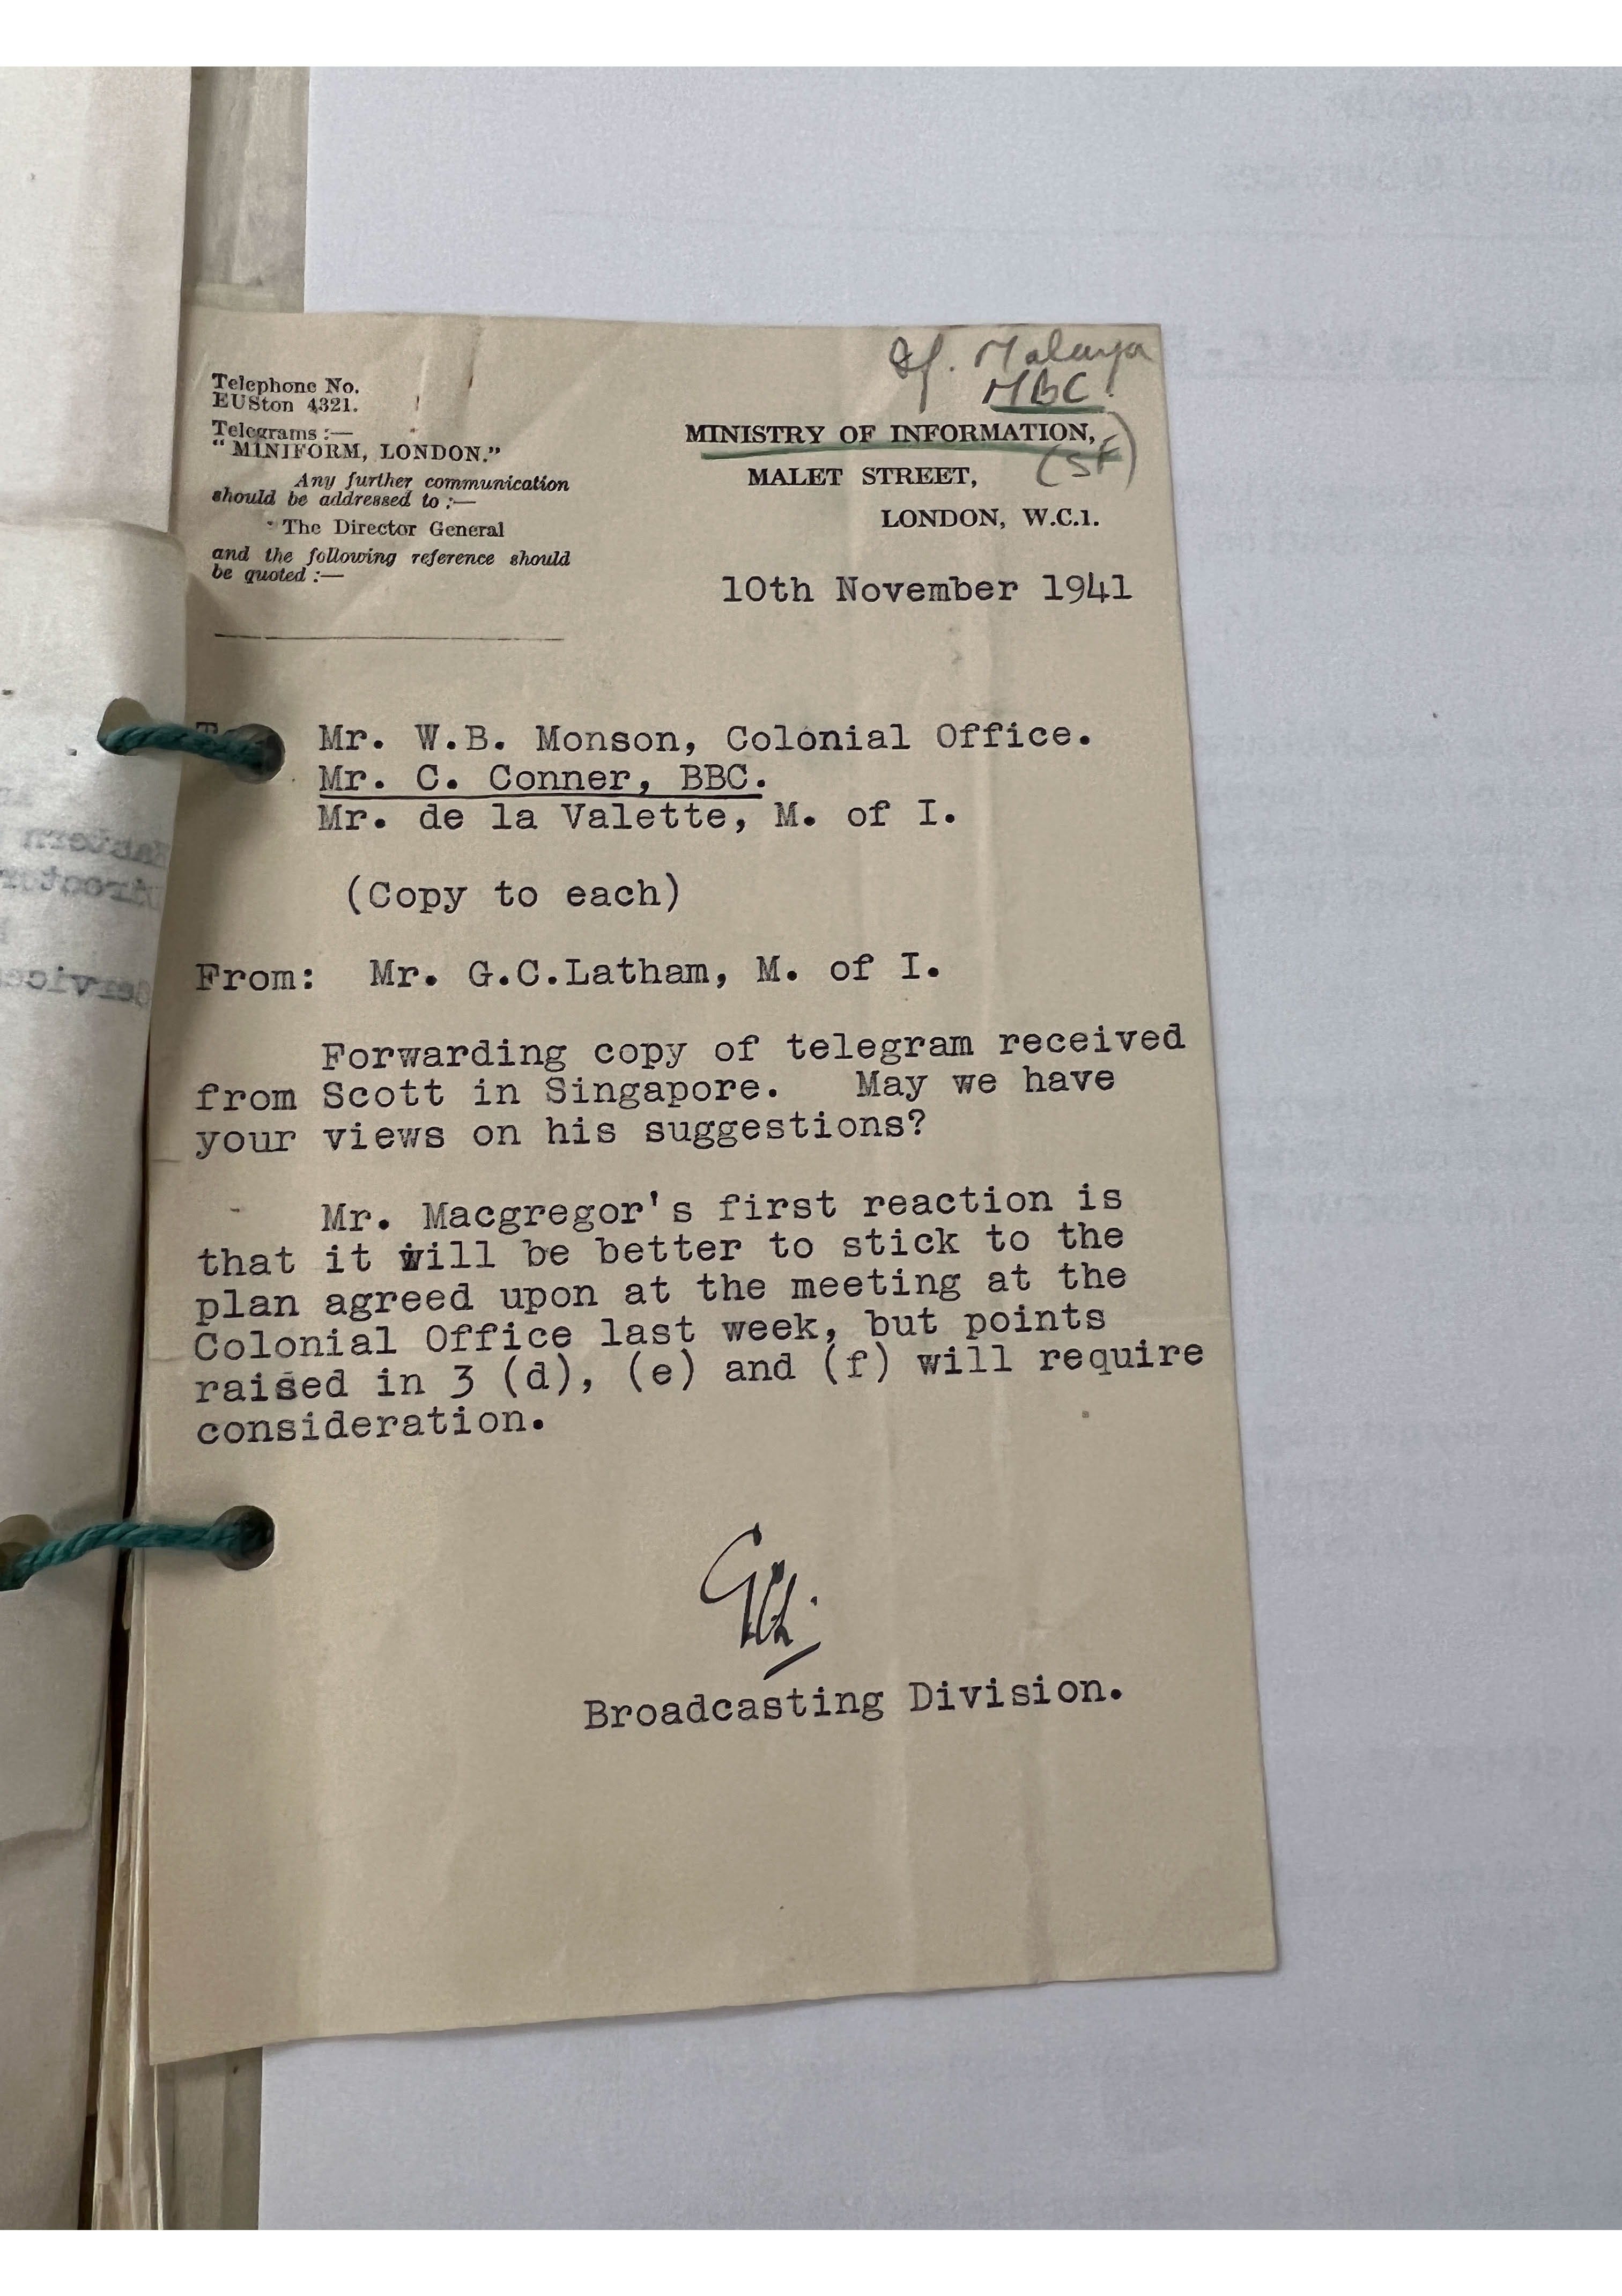 Malaya
MBC
(SF)
Telephone No.
EUSton 4321.
Telegrams :—
"MINIFORM, LONDON."
Any further communication
should be addressed to :—
The Director General
and the following reference should
be quoted :—
MINISTRY OF INFORMATION,
MALET STREET,
LONDON, W.C.1.
10th November 1941
Mr. W.B. Monson, Colonial Office.
Mr. C. Conner, BBC.
Mr. de la Valette, M. of I.
(Copy to each)
From: Mr. G.C.Latham, M. of I.
Forwarding copy of telegram received
from Scott in Singapore. May we have
your views on his suggestions?
Mr. Macgregor's first reaction is
that it will be better to stick to the
plan agreed upon at the meeting at the
Colonial Office last week, but points
raised in 3 (d), (e) and (f) will require
consideration.
Broadcasting Division.